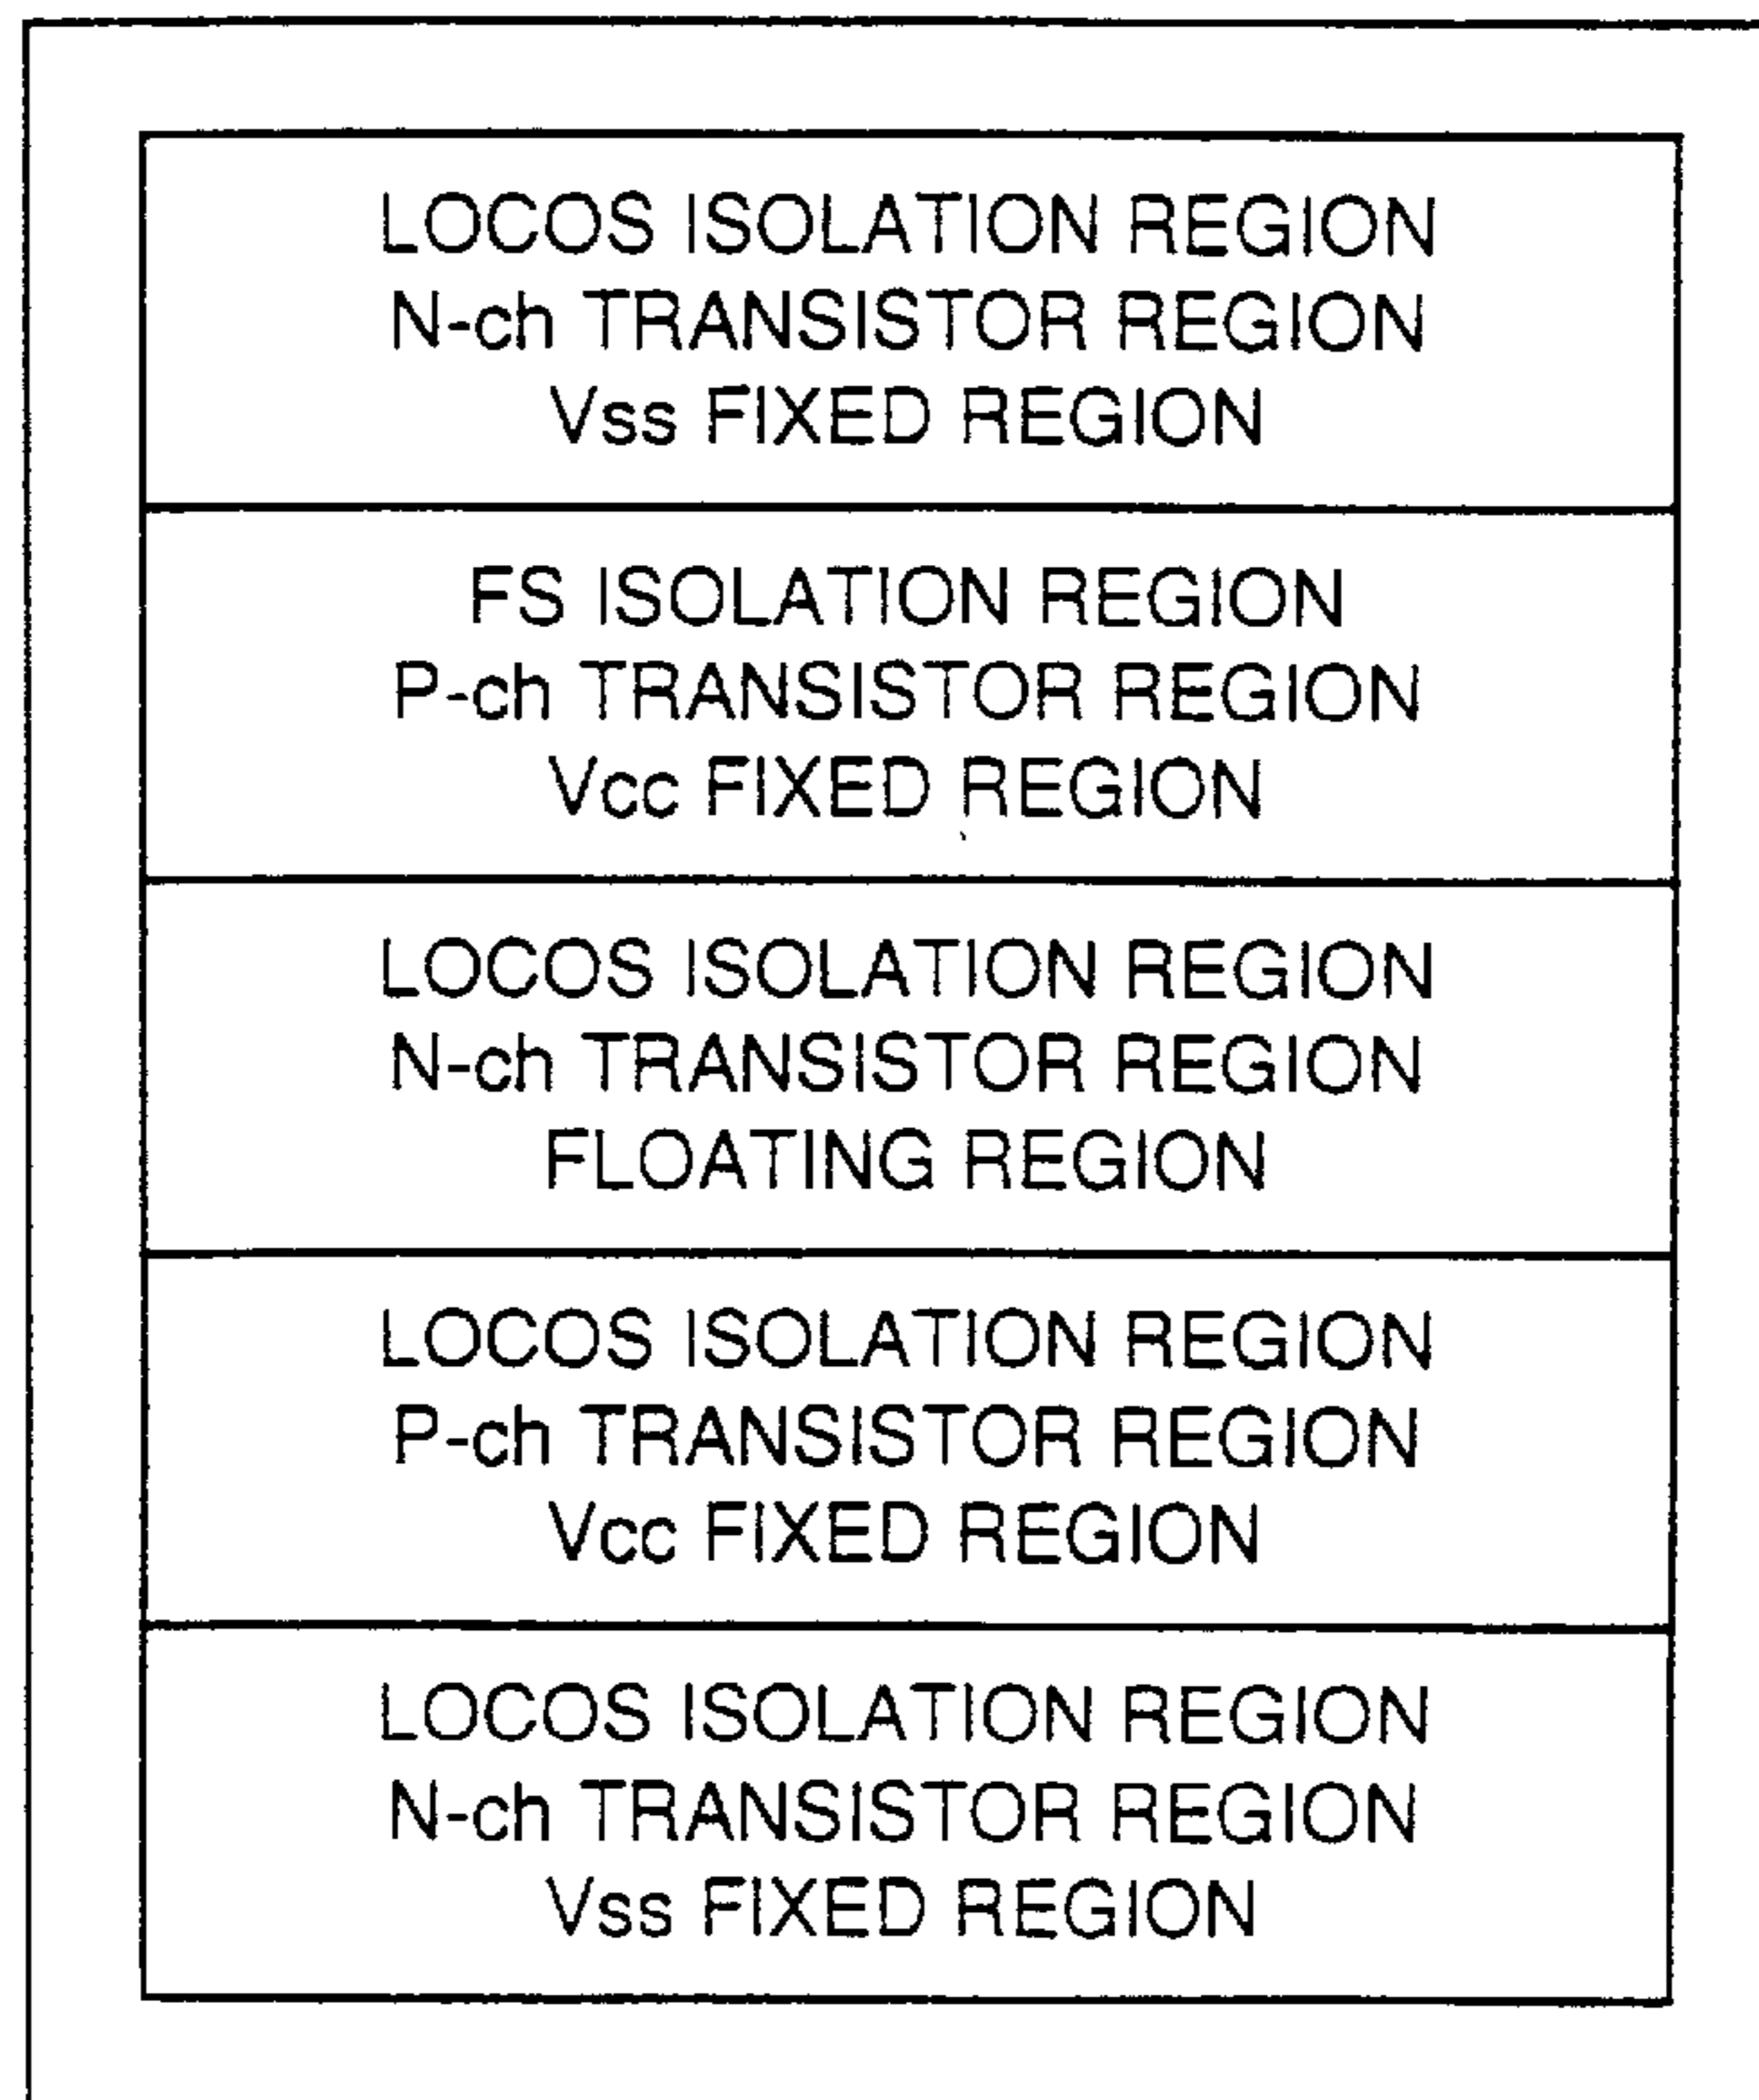 LOCOS ISOLATION REGION
N-ch TRANSISTOR REGION
Vss FIXED REGION
FS ISOLATION REGION
P-ch TRANSISTOR REGION
Vcc FIXED REGION
LOCOS ISOLATION REGION
N-ch TRANSISTOR REGION
FLOATING REGION
LOCOS ISOLATION REGION
P-ch TRANSISTOR REGION
Vcc FIXED REGION
LOCOS ISOLATION REGION
N-ch TRANSISTOR REGION
Vss FIXED REGION